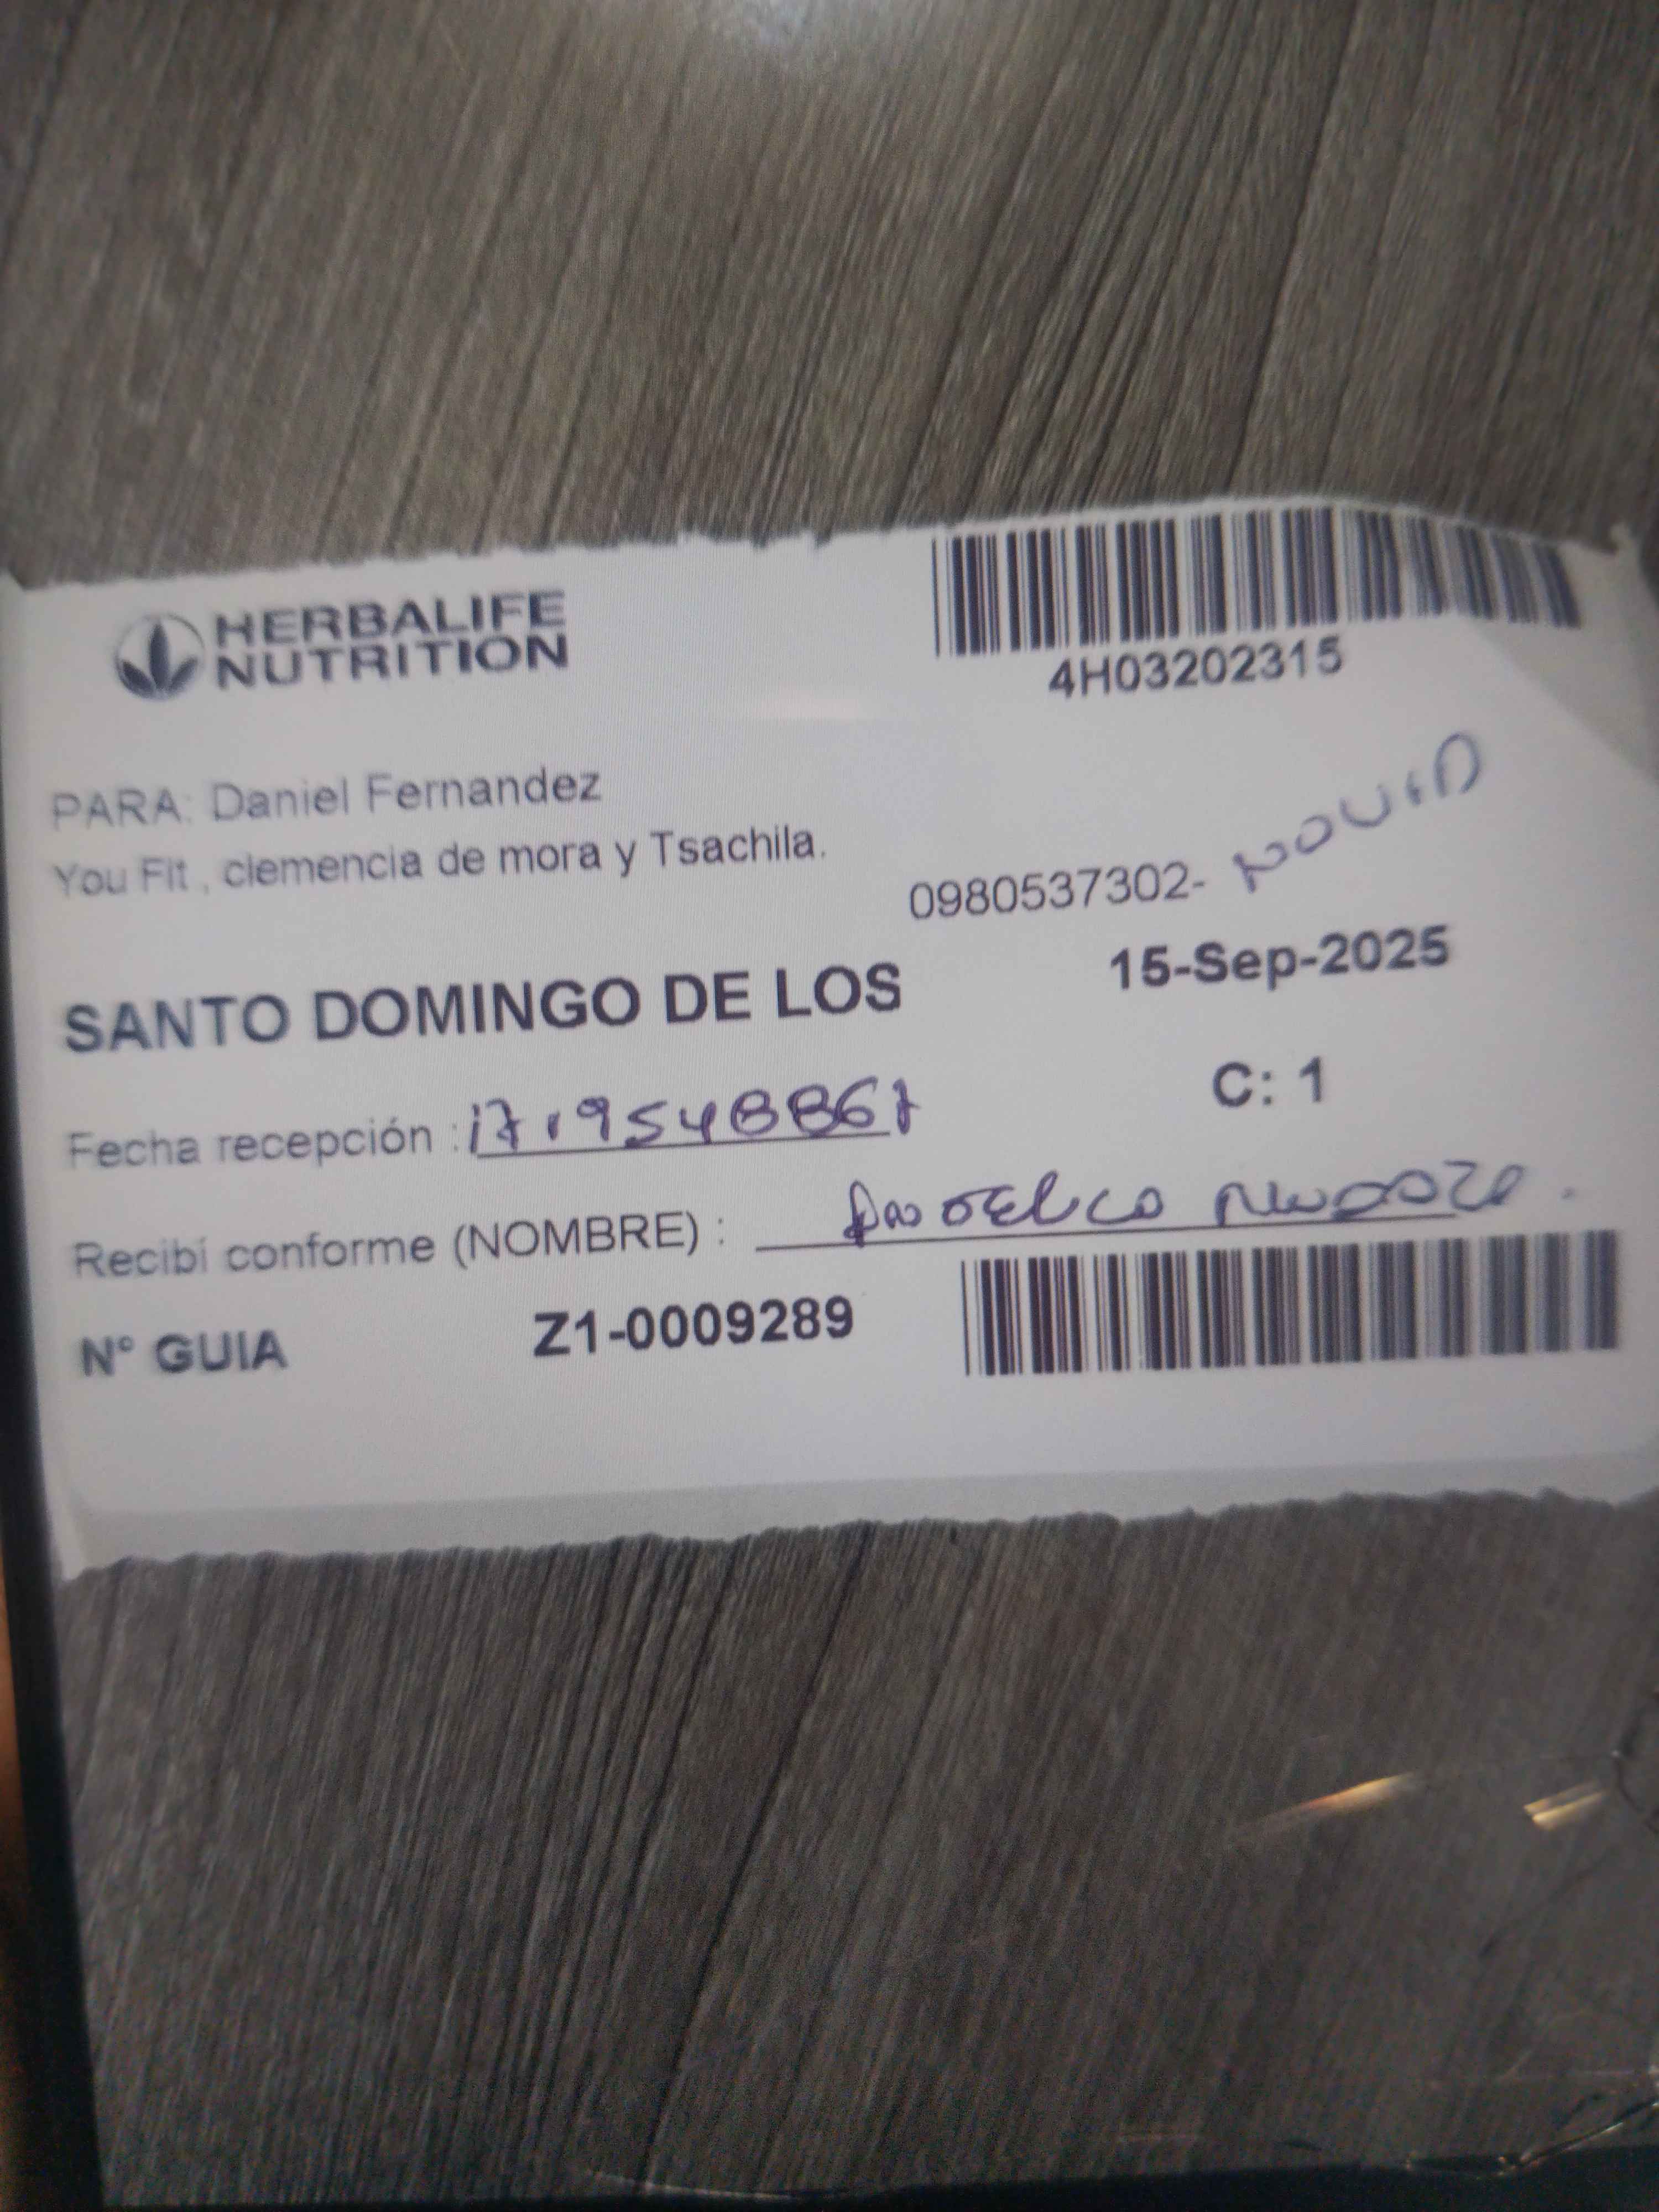 HERBALIFE
NUTRITION
4H03202315
PARA: Daniel Fernandez
You Fit , clemencia de mora y Tsachila.
0980537302-
SANTO DOMINGO DE LOS
15-Sep-2025
C: 1
Fecha recepción :
Recibí conforme (NOMBRE) :
N° GUIA
Z1-0009289